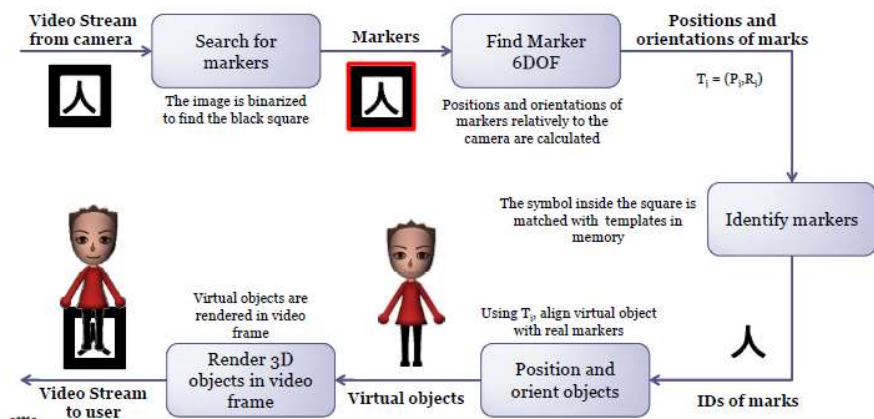 Video Stream
from camera
人
Search for
markers
The image is binarized
to find the black square
Markers
人
Find Marker
6DOF
Positions and orientations of
markers relatively to the
camera are calculated
Positions and
orientations of marks
Tᵢ = (Pᵢ,Rᵢ)
The symbol inside the square is
matched with templates in
memory
Identify markers
人
IDs of marks
Using Tᵢ, align virtual object
with real markers
Position and
orient objects
Virtual objects
Virtual objects are
rendered in video
frame
Render 3D
objects in video
frame
Video Stream
to user